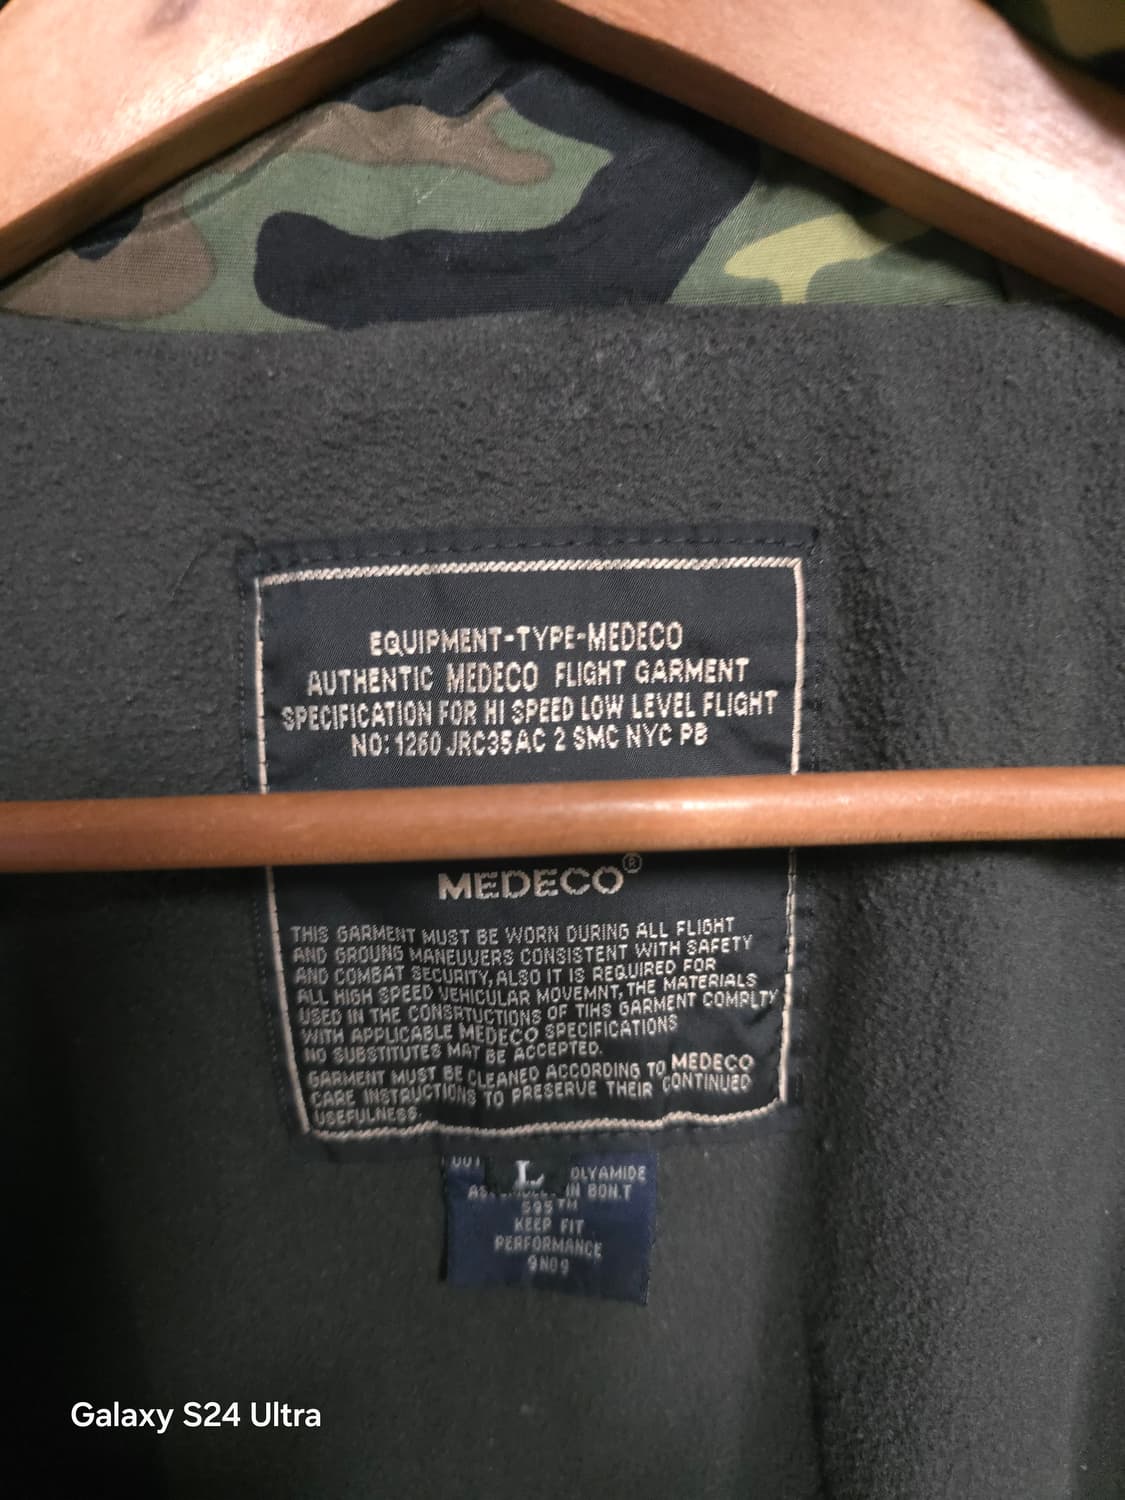 EQUIPMENT-TYPE-MEDECO
AUTHENTIC MEDECO FLIGHT GARMENT
SPECIFICATION FOR HI SPEED LOW LEVEL FLIGHT
NO: 1260 JRC35AC 2 SMC NYC PB
MEDECO®
THIS GARMENT MUST BE WORN DURING ALL FLIGHT
AND GROUNG MANEUVERS CONSISTENT WITH SAFETY
AND COMBAT SECURITY, ALSO IT IS REQUIRED FOR
ALL HIGH SPEED VEHICULAR MOVEMNT, THE MATERIALS
USED IN THE CONSRTUCTIONS OF TIHS GARMENT COMPLTY
WITH APPLICABLE MEDECO SPECIFICATIONS
NO SUBSTITUTES MAT BE ACCEPTED.
GARMENT MUST BE CLEANED ACCORDING TO MEDECO
CARE INSTRUCTIONS TO PRESERVE THEIR CONTINUED
USEFULNESS.
L
OLYAMIDE
IN BON.T
KEEP FIT
PERFORMANCE
Galaxy S24 Ultra